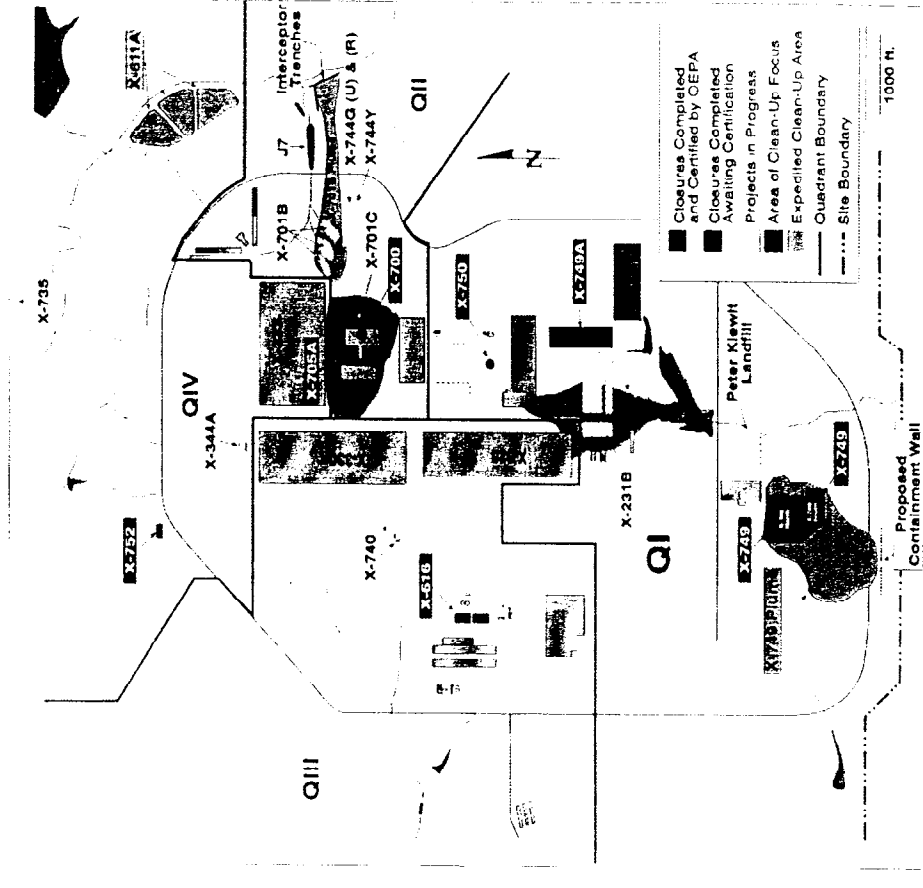 X-611A
X-735
Interceptor
Trenches
J7
X-701B
X-744G (U) & (R)
X-744Y
QII
X-752
X-344A
QIV
X-705A
X-701C
X-700
N
X-740
X-750
X-616
X-749A
QIII
X-231B
QI
Peter Kiewit
Landfill
X-749
X-749
X-749 Plume
Proposed
Containment Wall
Closures Completed
and Certified by OEPA
Closures Completed
Awaiting Certification
Projects in Progress
Area of Clean-Up Focus
Expedited Clean-Up Area
Quadrant Boundary
Site Boundary
1000 ft.